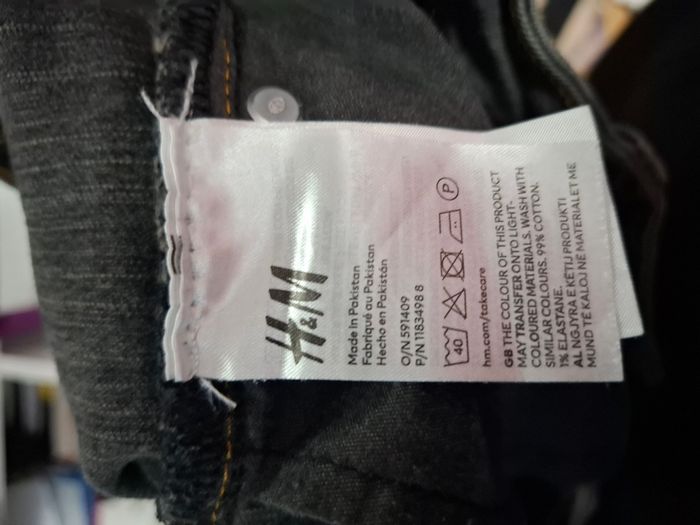 H&M
Made in Pakistan
Fabriqué au Pakistan
Hecho en Pakistán
O/N 591409
P/N 1183498 8
40
P
hm.com/takecare
GB THE COLOUR OF THIS PRODUCT
MAY TRANSFER ONTO LIGHT-
COLOURED MATERIALS. WASH WITH
SIMILAR COLOURS. 99% COTTON.
1% ELASTANE.
AL NGJYRA E KËTIJ PRODUKTI
MUND TË KALOJ NË MATERIALET ME